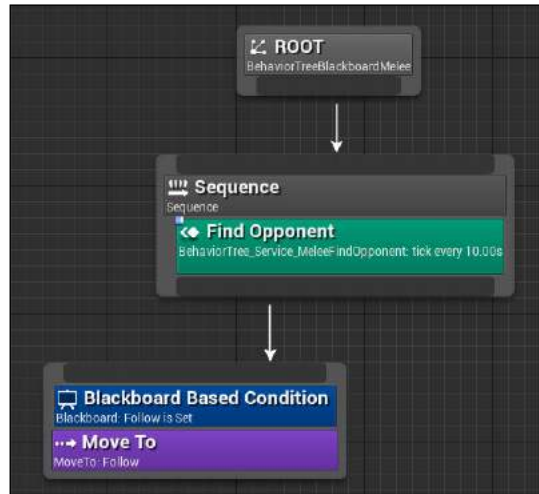 ROOT
BehaviorTreeBlackboardMelee
Sequence
Sequence
Find Opponent
BehaviorTree_Service_MeleeFindOpponent: tick every 10.00s
Blackboard Based Condition
Blackboard: Follow is Set
Move To
MoveTo: Follow